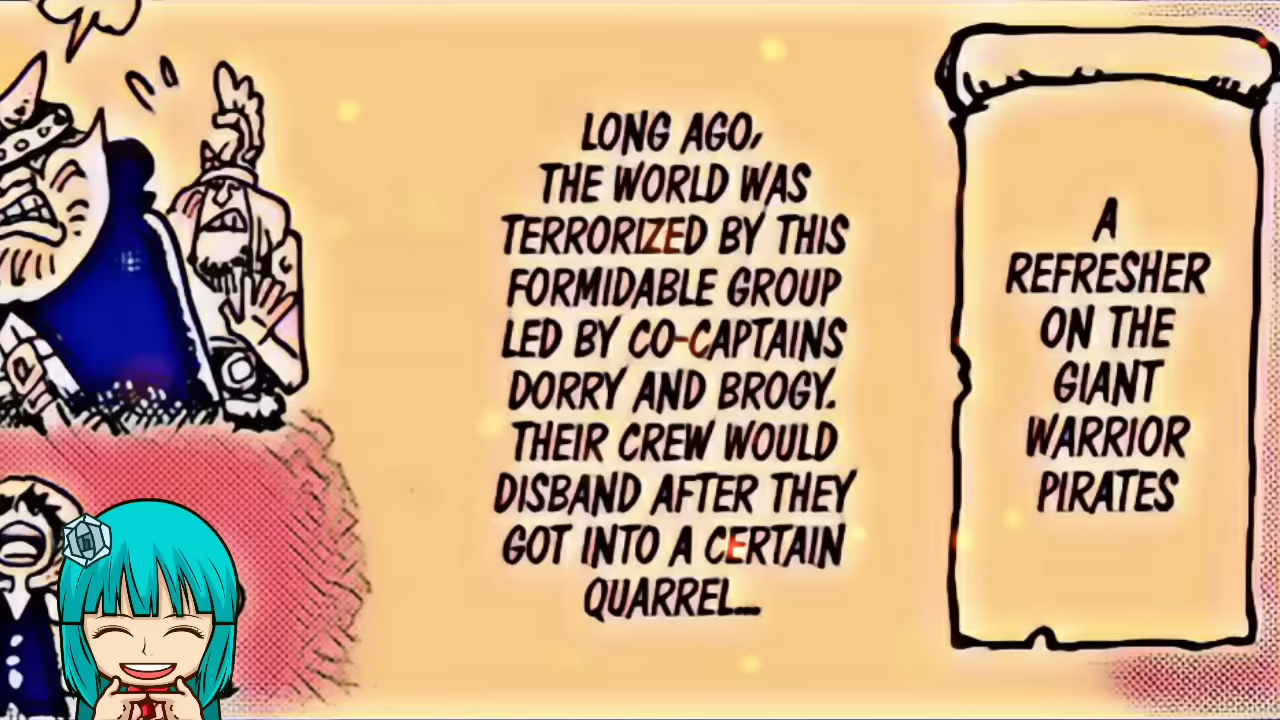 A
REFRESHER
ON THE
GIANT
WARRIOR
PIRATES
LONG AGO,
THE WORLD WAS
TERRORIZED BY THIS
FORMIDABLE GROUP
LED BY CO-CAPTAINS
DORRY AND BROGY.
THEIR CREW WOULD
DISBAND AFTER THEY
GOT INTO A CERTAIN
QUARREL...